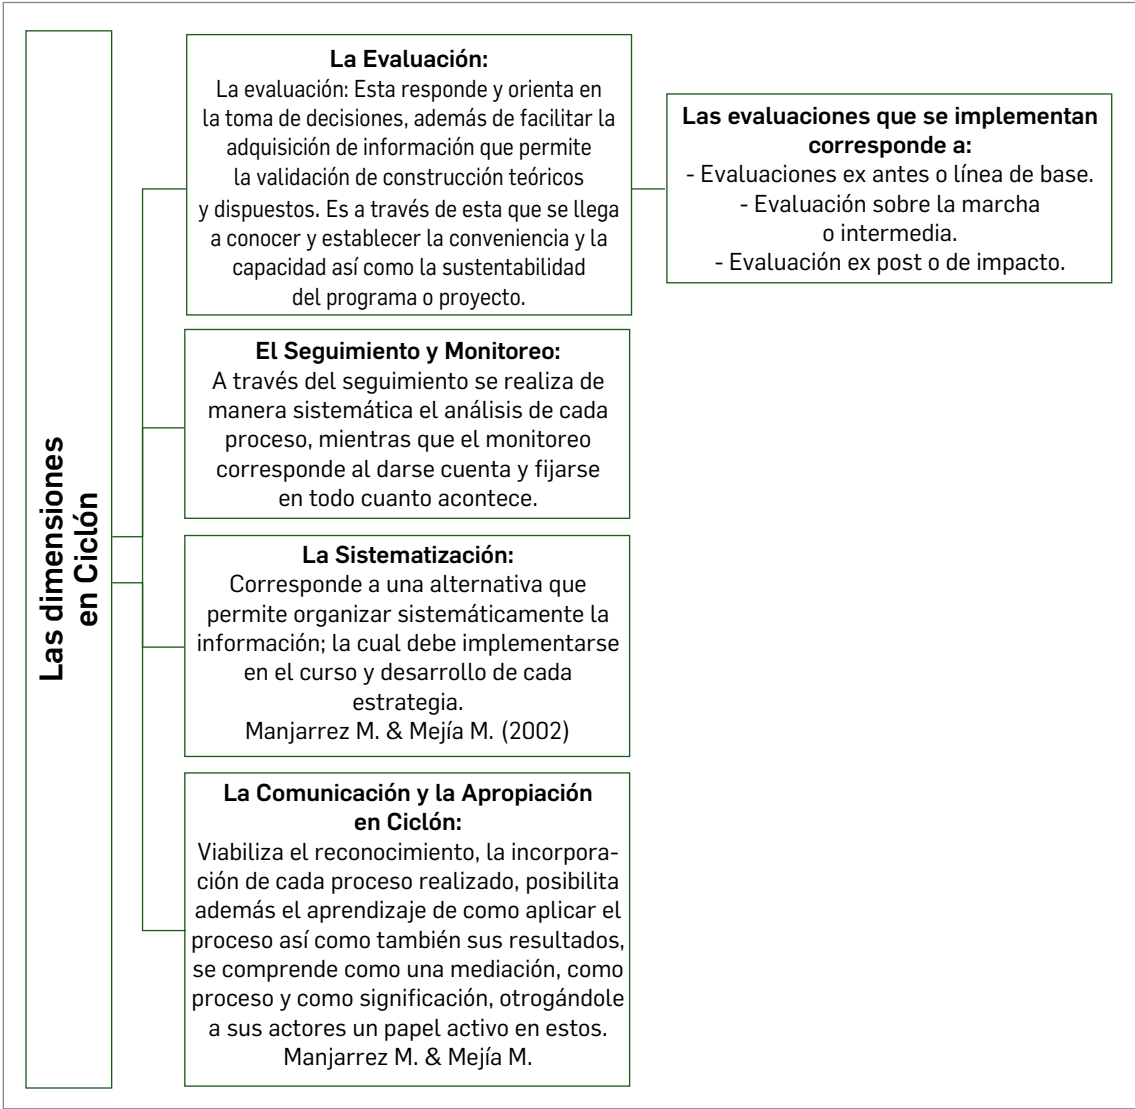 Las dimensiones
en Ciclón
La Evaluación:
La evaluación: Esta responde y orienta en
la toma de decisiones, además de facilitar la
adquisición de información que permite
la validación de construcción teóricos
y dispuestos. Es a través de esta que se llega
a conocer y establecer la conveniencia y la
capacidad así como la sustentabilidad
del programa o proyecto.
Las evaluaciones que se implementan
corresponde a:
- Evaluaciones ex antes o línea de base.
- Evaluación sobre la marcha
o intermedia.
- Evaluación ex post o de impacto.
El Seguimiento y Monitoreo:
A través del seguimiento se realiza de
manera sistemática el análisis de cada
proceso, mientras que el monitoreo
corresponde al darse cuenta y fijarse
en todo cuanto acontece.
La Sistematización:
Corresponde a una alternativa que
permite organizar sistemáticamente la
información; la cual debe implementarse
en el curso y desarrollo de cada
estrategia.
Manjarrez M. & Mejía M. (2002)
La Comunicación y la Apropiación
en Ciclón:
Viabiliza el reconocimiento, la incorpora-
ción de cada proceso realizado, posibilita
además el aprendizaje de como aplicar el
proceso así como también sus resultados,
se comprende como una mediación, como
proceso y como significación, otrogándole
a sus actores un papel activo en estos.
Manjarrez M. & Mejía M.